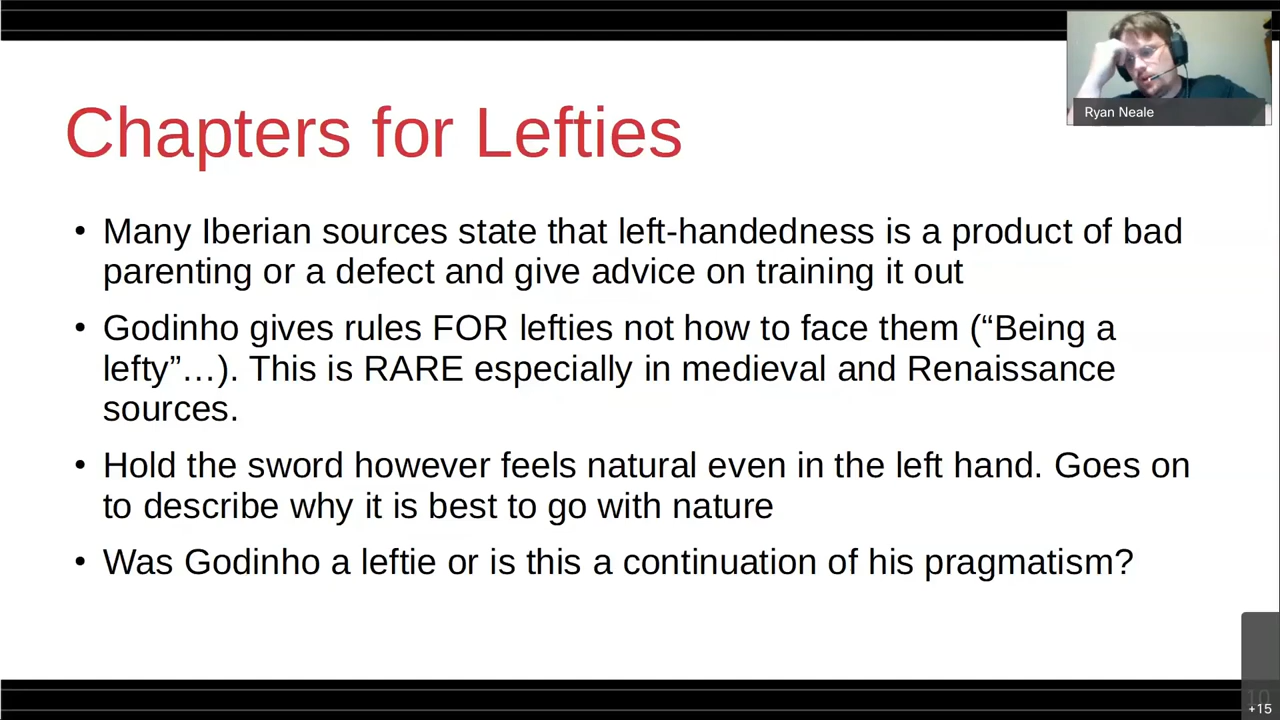 Ryan Neale
Chapters for Lefties
• Many Iberian sources state that left-handedness is a product of bad
parenting or a defect and give advice on training it out
• Godinho gives rules FOR lefties not how to face them (“Being a
lefty”…). This is RARE especially in medieval and Renaissance
sources.
• Hold the sword however feels natural even in the left hand. Goes on
to describe why it is best to go with nature
• Was Godinho a leftie or is this a continuation of his pragmatism?
10
+15